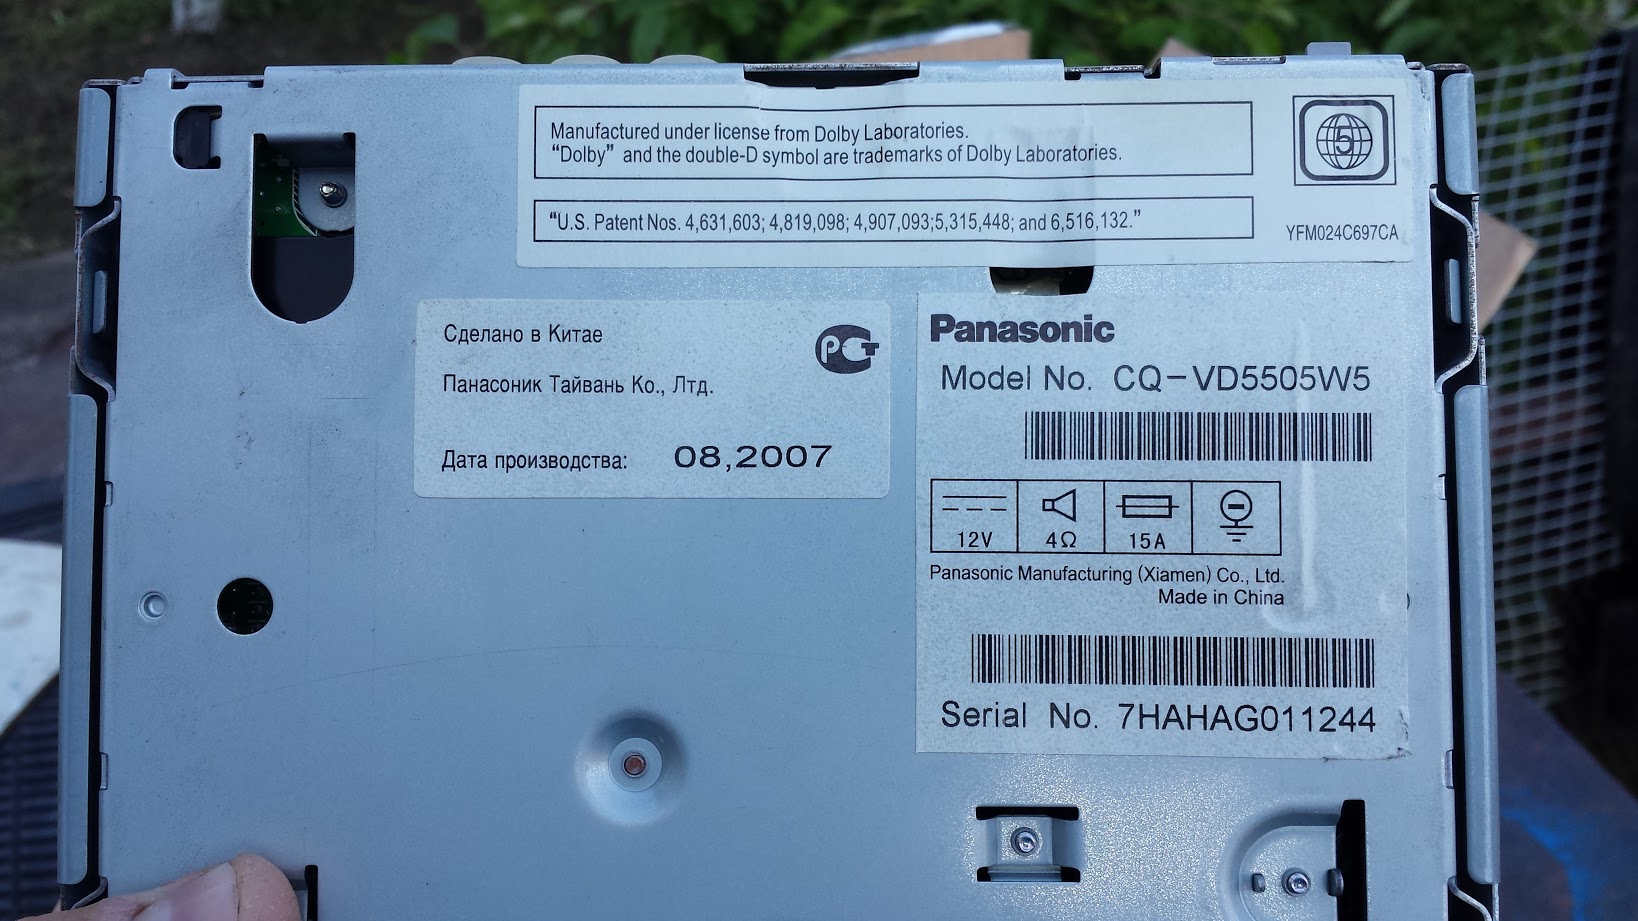 Manufactured under license from Dolby Laboratories.
“Dolby” and the double-D symbol are trademarks of Dolby Laboratories.
5
“U.S. Patent Nos. 4,631,603; 4,819,098; 4,907,093;5,315,448; and 6,516,132.”
YFM024C697CA
Сделано в Китае
РСТ
Панасоник Тайвань Ко., Лтд.
Дата производства: 08,2007
Panasonic
Model No. CQ-VD5505W5
12V 4Ω 15A
Panasonic Manufacturing (Xiamen) Co., Ltd.
Made in China
Serial No. 7HAHAG011244